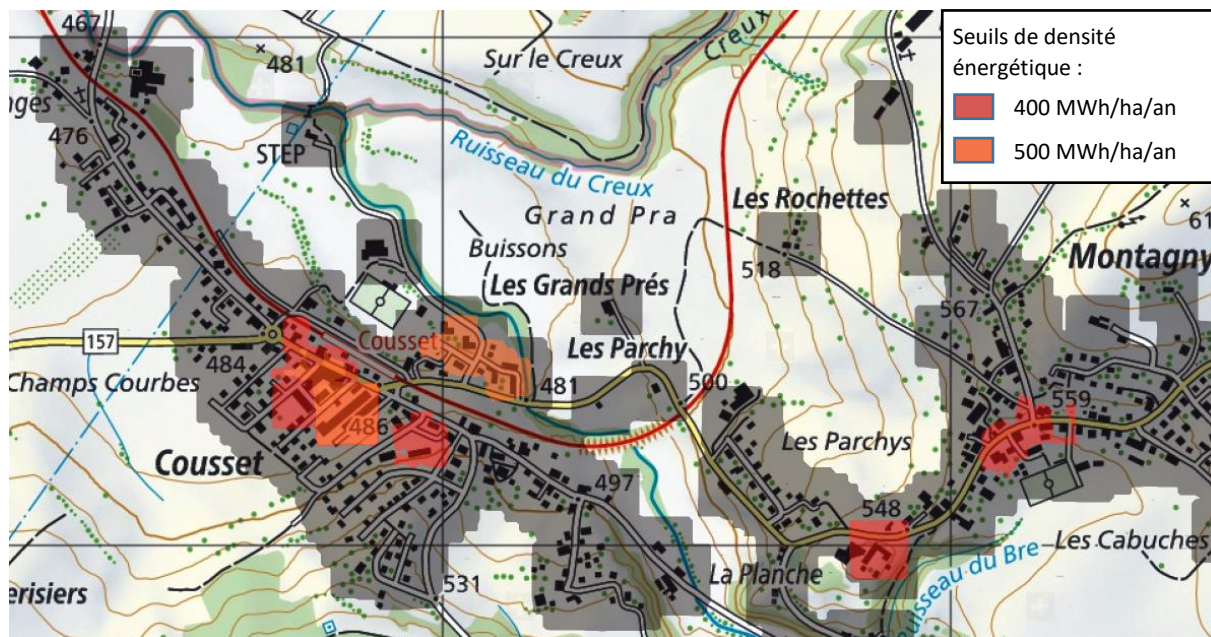 467
481
Sur le Creux
Creux
Seuils de densité
énergétique :
400 MWh/ha/an
500 MWh/ha/an
nges
476
STEP
Ruisseau du Creux
Grand Pra
Les Rochettes
61
Buissons
518
Montagny
Les Grands Prés
567
157
Cousset
Les Parchy
484
481
500
Champs Courbes
559
486
Les Parchys
Cousset
497
548
Les Cabuches
La Planche
531
erisiers
uisseau du Bre